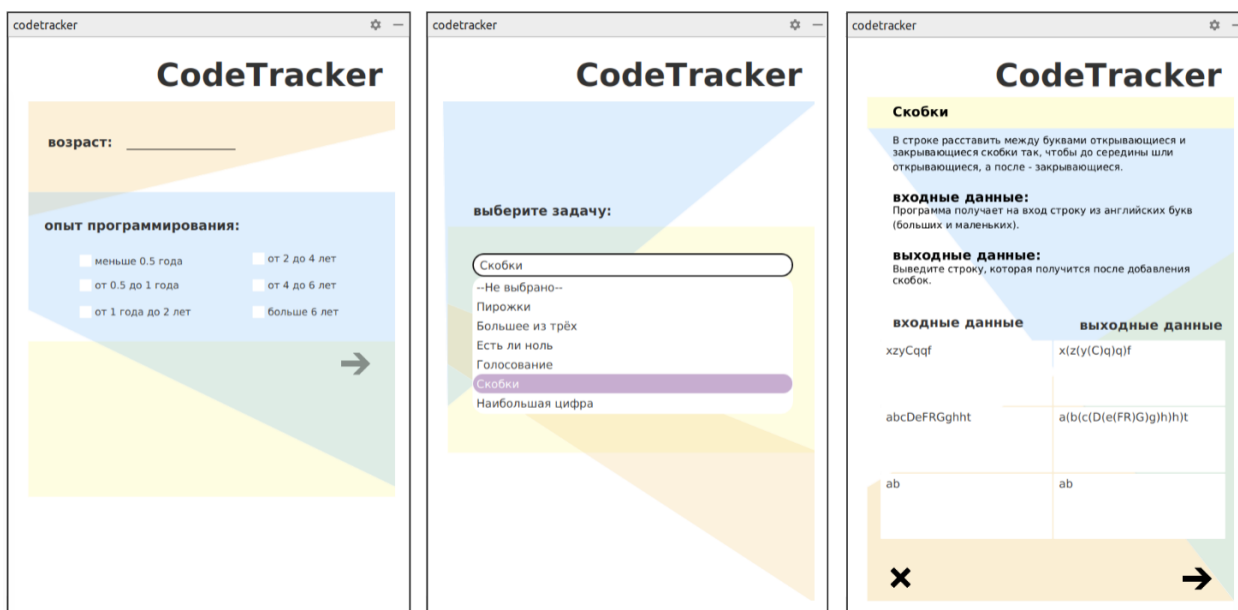 codetracker
CodeTracker
возраст:
опыт программирования:
меньше 0.5 года
от 2 до 4 лет
от 0.5 до 1 года
от 4 до 6 лет
от 1 года до 2 лет
больше 6 лет
codetracker
CodeTracker
выберите задачу:
Скобки
--Не выбрано--
Пирожки
Большее из трёх
Есть ли ноль
Голосование
Скобки
Наибольшая цифра
codetracker
CodeTracker
Скобки
В строке расставить между буквами открывающиеся и
закрывающиеся скобки так, чтобы до середины шли
открывающиеся, а после - закрывающиеся.
входные данные:
Программа получает на вход строку из английских букв
(больших и маленьких).
выходные данные:
Выведите строку, которая получится после добавления
скобок.
входные данные
выходные данные
xzyCqqf
x(z(y(C)q)q)f
abcDeFRGghht
a(b(c(D(e(FR)G)g)h)h)t
ab
ab